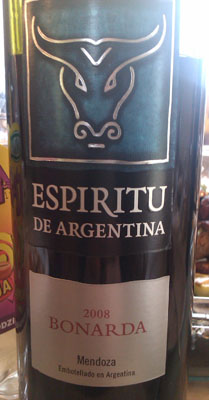 ESPIRITU
DE ARGENTINA
2008
BONARDA
Mendoza
Embotellado en Argentina